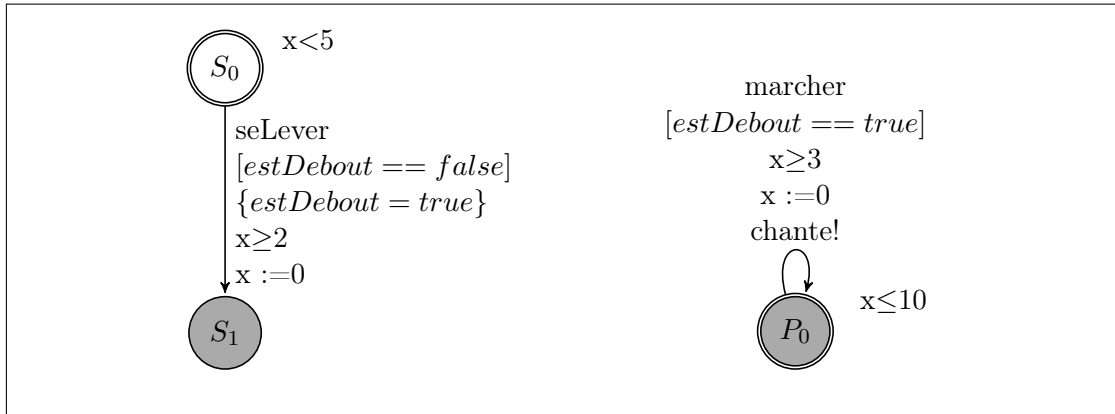 S₀
x<5
seLever
[estDebout == false]
{estDebout = true}
x≥2
x :=0
S₁
marcher
[estDebout == true]
x≥3
x :=0
chante!
P₀
x≤10